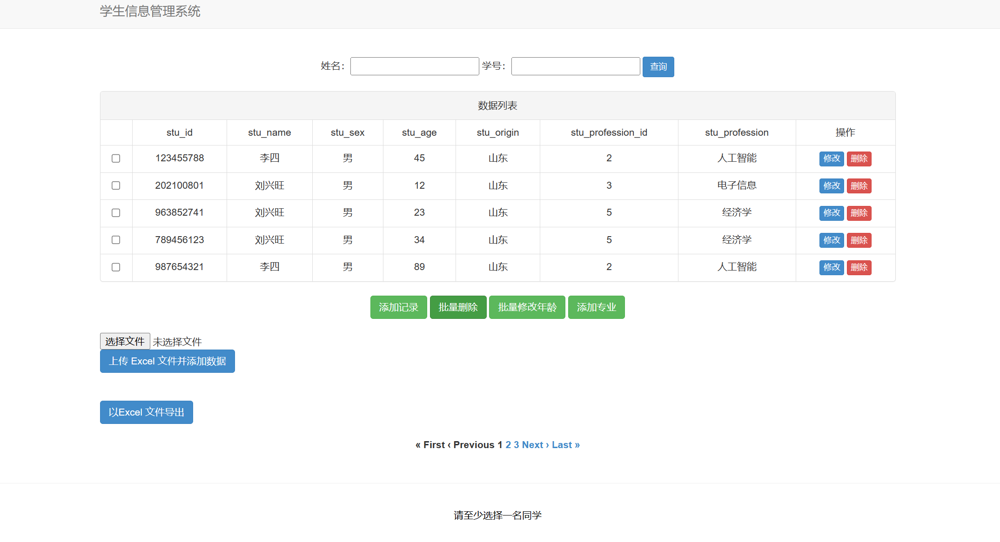 学生信息管理系统
姓名： 学号： 查询
数据列表
stu_id stu_name stu_sex stu_age stu_origin stu_profession_id stu_profession 操作
123455788 李四 男 45 山东 2 人工智能 修改 删除
202100801 刘兴旺 男 12 山东 3 电子信息 修改 删除
963852741 刘兴旺 男 23 山东 5 经济学 修改 删除
789456123 刘兴旺 男 34 山东 5 经济学 修改 删除
987654321 李四 男 89 山东 2 人工智能 修改 删除
添加记录 批量删除 批量修改年龄 添加专业
选择文件 未选择文件
上传 Excel 文件并添加数据
以Excel 文件导出
« First ‹ Previous 1 2 3 Next › Last »
请至少选择一名同学